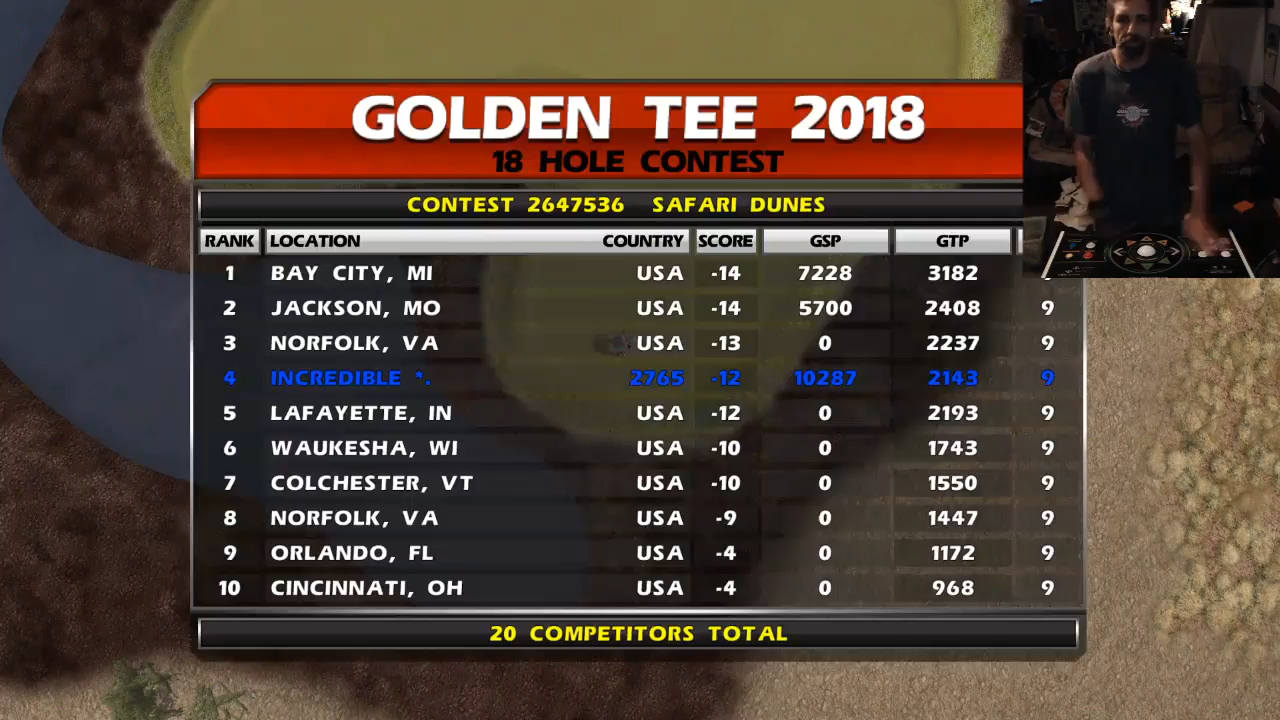 GOLDEN TEE 2018
18 HOLE CONTEST
CONTEST 2647536 SAFARI DUNES
RANK LOCATION COUNTRY SCORE GSP GTP
1 BAY CITY, MI USA -14 7228 3182
2 JACKSON, MO USA -14 5700 2408 9
3 NORFOLK, VA USA -13 0 2237 9
4 INCREDIBLE *. 2765 -12 10287 2143 9
5 LAFAYETTE, IN USA -12 0 2193 9
6 WAUKESHA, WI USA -10 0 1743 9
7 COLCHESTER, VT USA -10 0 1550 9
8 NORFOLK, VA USA -9 0 1447 9
9 ORLANDO, FL USA -4 0 1172 9
10 CINCINNATI, OH USA -4 0 968 9
20 COMPETITORS TOTAL